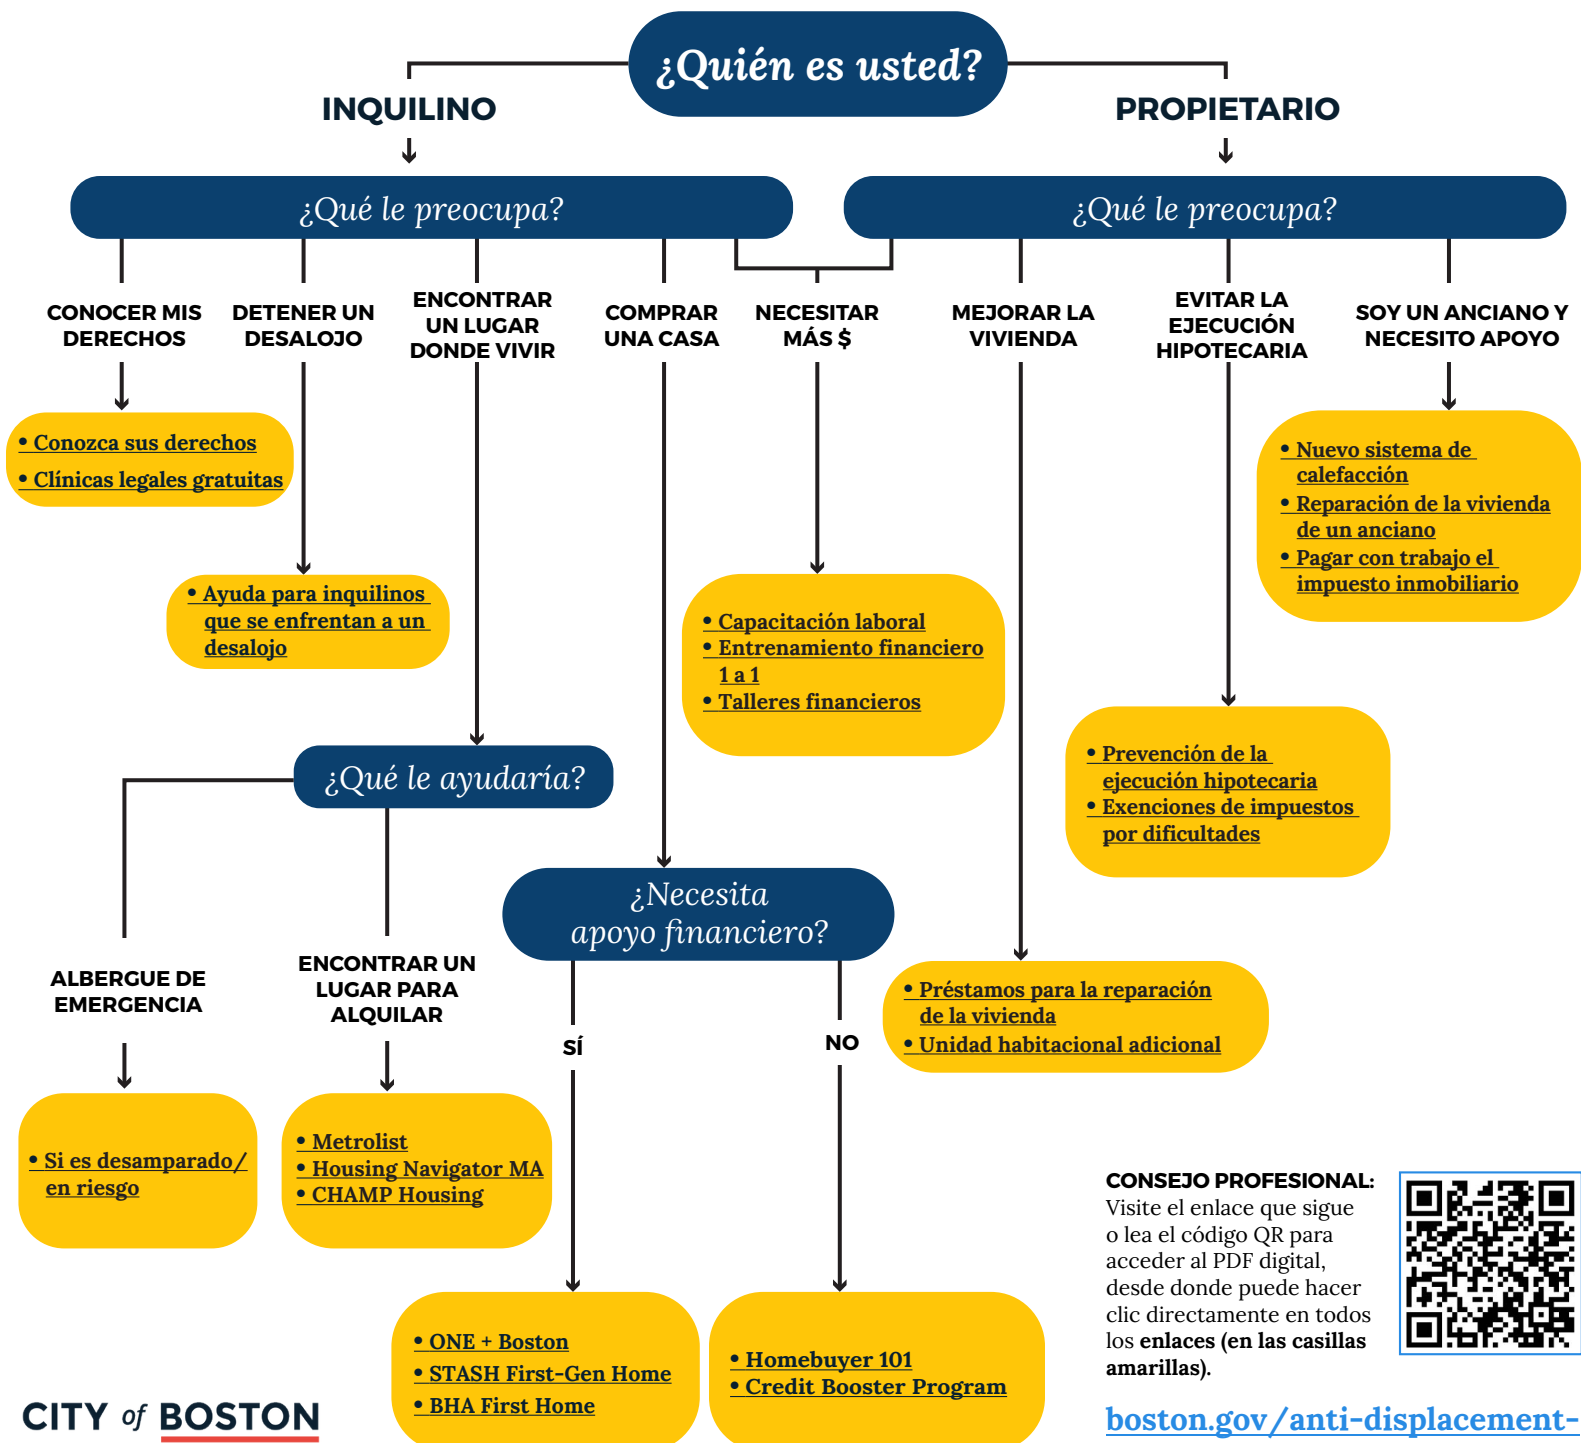 ¿Quién es usted?
INQUILINO
PROPIETARIO
¿Qué le preocupa?
¿Qué le preocupa?
CONOCER MIS
DERECHOS
DETENER UN
DESALOJO
ENCONTRAR
UN LUGAR
DONDE VIVIR
COMPRAR
UNA CASA
NECESITAR
MÁS $
MEJORAR LA
VIVIENDA
EVITAR LA
EJECUCIÓN
HIPOTECARIA
SOY UN ANCIANO Y
NECESITO APOYO
• Conozca sus derechos
• Clínicas legales gratuitas
• Nuevo sistema de
calefacción
• Reparación de la vivienda
de un anciano
• Pagar con trabajo el
impuesto inmobiliario
• Ayuda para inquilinos
que se enfrentan a un
desalojo
• Capacitación laboral
• Entrenamiento financiero
1 a 1
• Talleres financieros
• Prevención de la
ejecución hipotecaria
• Exenciones de impuestos
por dificultades
¿Qué le ayudaría?
¿Necesita
apoyo financiero?
ALBERGUE DE
EMERGENCIA
ENCONTRAR UN
LUGAR PARA
ALQUILAR
SÍ
NO
• Préstamos para la reparación
de la vivienda
• Unidad habitacional adicional
• Si es desamparado/
en riesgo
• Metrolist
• Housing Navigator MA
• CHAMP Housing
• ONE + Boston
• STASH First-Gen Home
• BHA First Home
• Homebuyer 101
• Credit Booster Program
CONSEJO PROFESIONAL:
Visite el enlace que sigue
o lea el código QR para
acceder al PDF digital,
desde donde puede hacer
clic directamente en todos
los enlaces (en las casillas
amarillas).
boston.gov/anti-displacement-
CITY of BOSTON